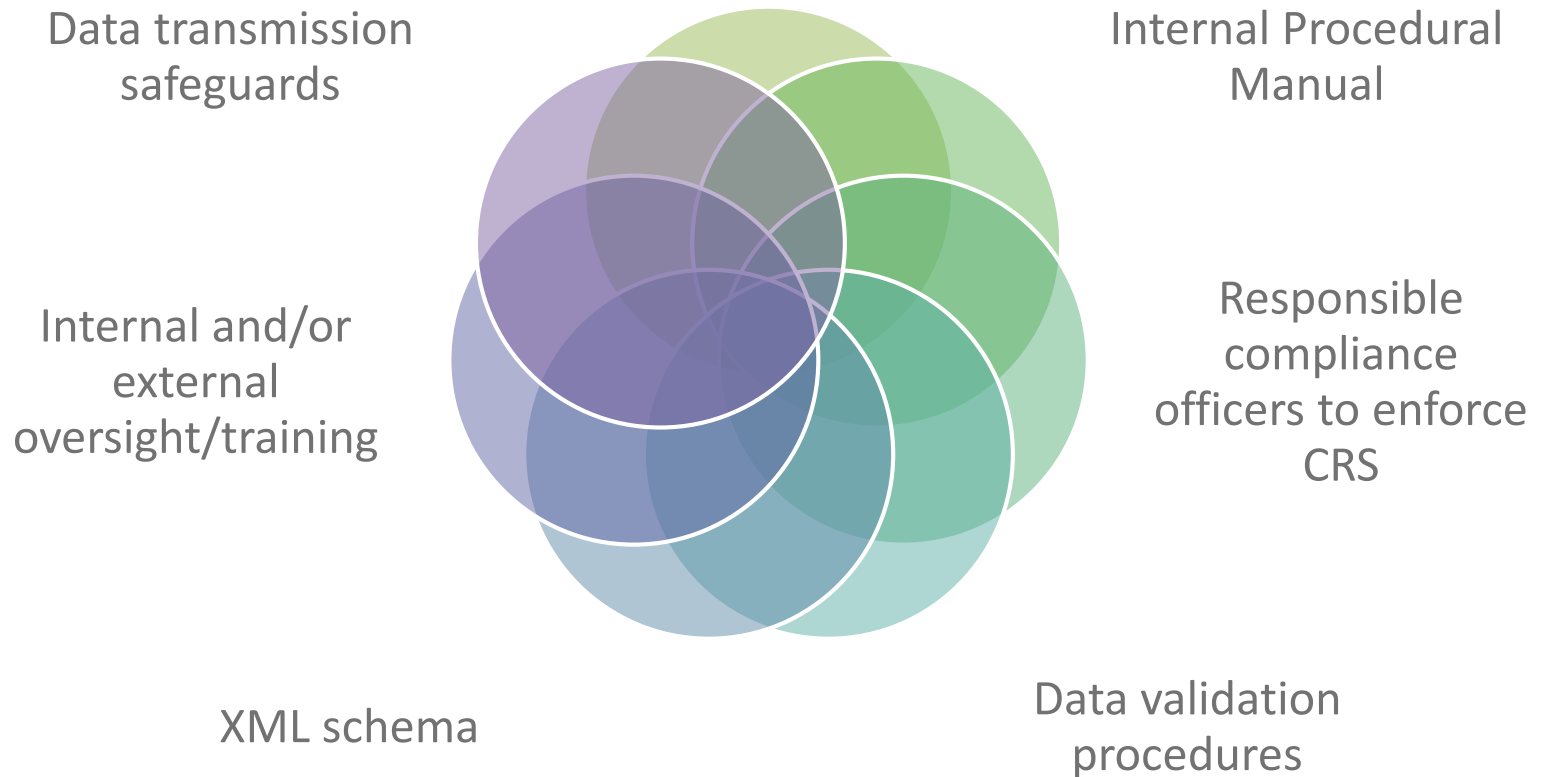 Data transmission
safeguards
Internal Procedural
Manual
Internal and/or
external
oversight/training
Responsible
compliance
officers to enforce
CRS
XML schema
Data validation
procedures